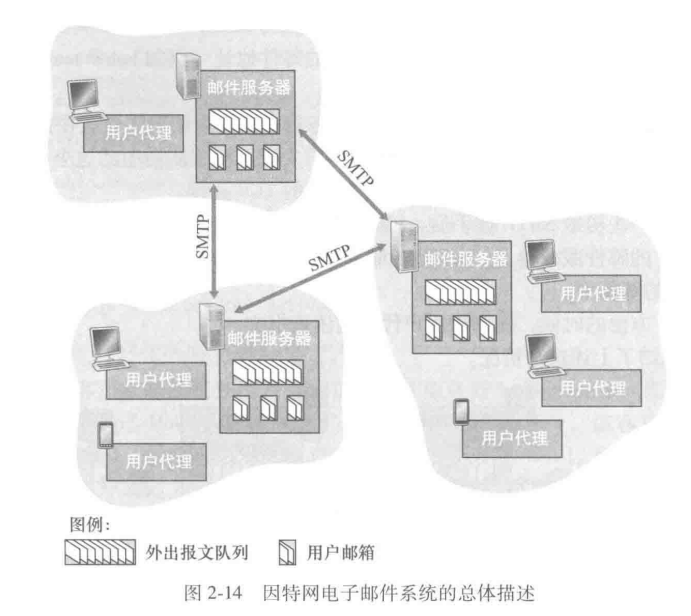 邮件服务器
用户代理
SMTP
SMTP
SMTP
邮件服务器
用户代理
邮件服务器
用户代理
用户代理
用户代理
用户代理
图例:
外出报文队列
用户邮箱
图 2-14 因特网电子邮件系统的总体描述